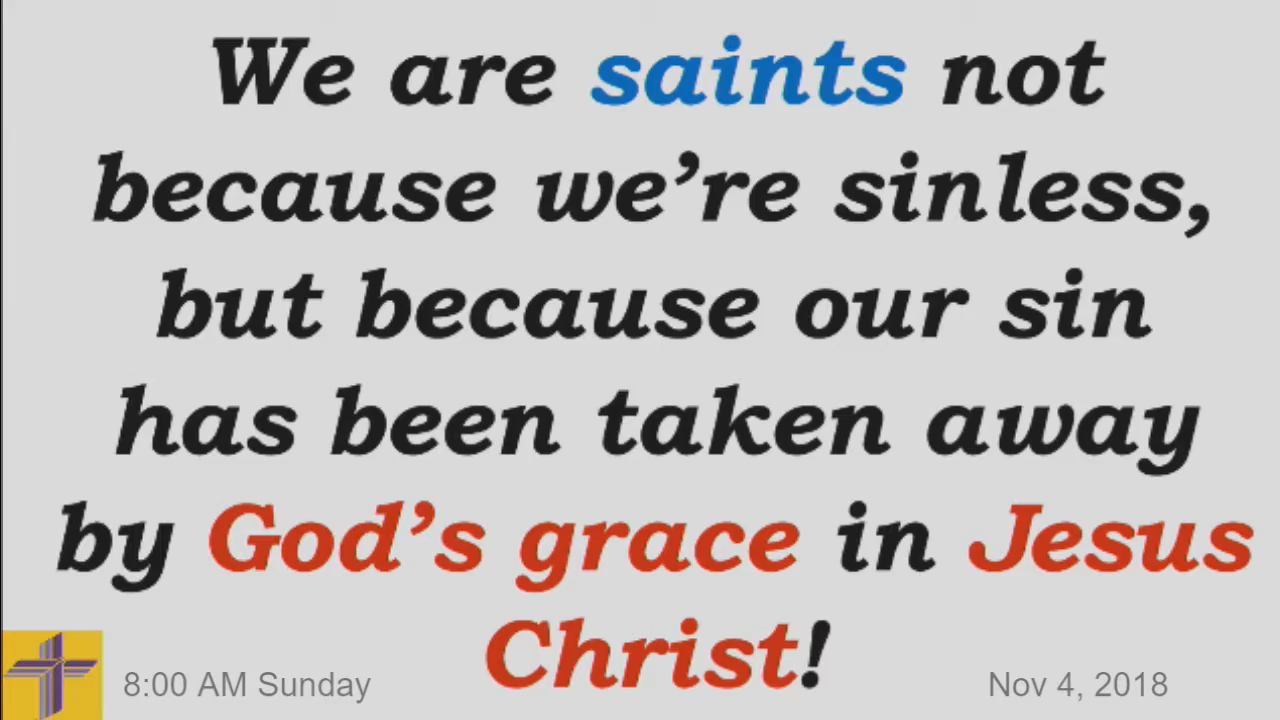 We are saints not
because we're sinless,
but because our sin
has been taken away
by God's grace in Jesus
Christ!
8:00 AM Sunday
Nov 4, 2018